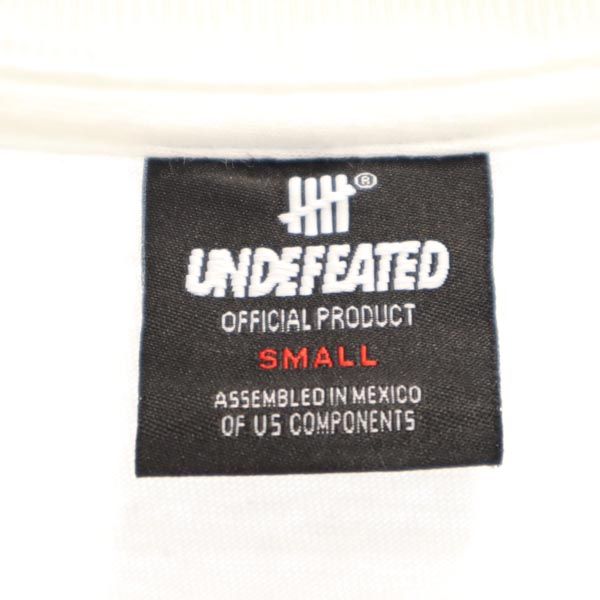 ®
UNDEFEATED
OFFICIAL PRODUCT
SMALL
ASSEMBLED IN MEXICO
OF US COMPONENTS